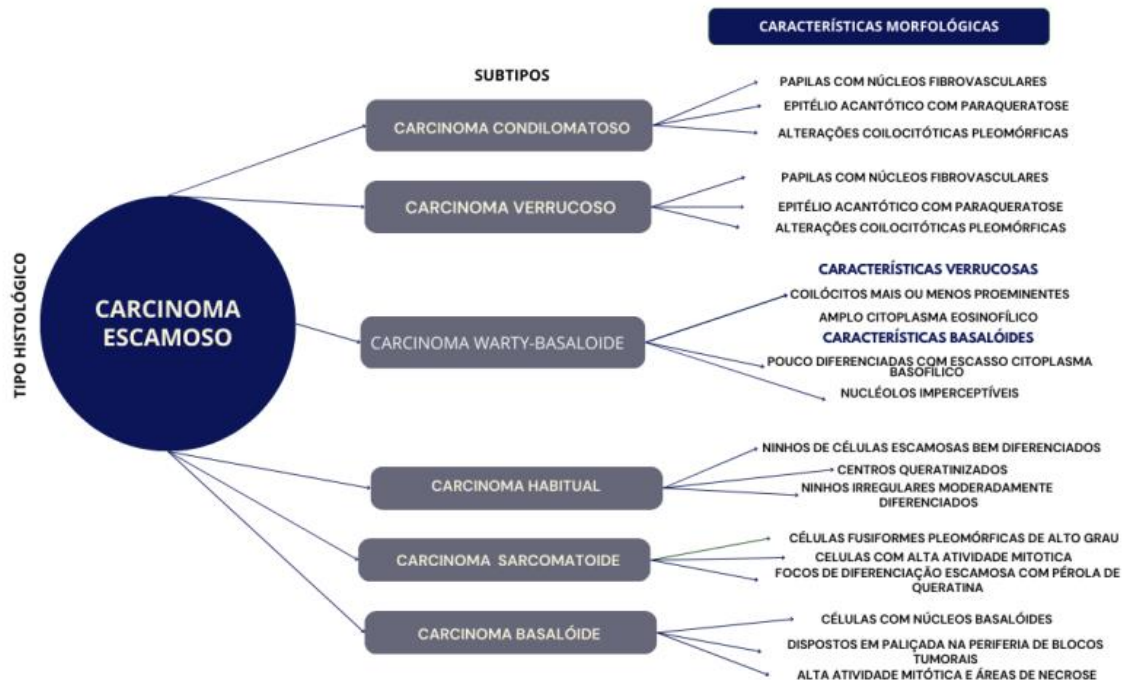 CARACTERÍSTICAS MORFOLÓGICAS
SUBTIPOS
TIPO HISTOLÓGICO
CARCINOMA
ESCAMOSO
CARCINOMA CONDILOMATOSO
PAPILAS COM NÚCLEOS FIBROVASCULARES
EPITÉLIO ACANTÓTICO COM PARAQUERATOSE
ALTERAÇÕES COILOCITÓTICAS PLEOMÓRFICAS
CARCINOMA VERRUCOSO
PAPILAS COM NÚCLEOS FIBROVASCULARES
EPITÉLIO ACANTÓTICO COM PARAQUERATOSE
ALTERAÇÕES COILOCITÓTICAS PLEOMÓRFICAS
CARCINOMA WARTY-BASALOIDE
CARACTERÍSTICAS VERRUCOSAS
COILÓCITOS MAIS OU MENOS PROEMINENTES
AMPLO CITOPLASMA EOSINOFÍLICO
CARACTERÍSTICAS BASALÓIDES
POUCO DIFERENCIADAS COM ESCASSO CITOPLASMA
BASOFÍLICO
NUCLÉOLOS IMPERCEPTÍVEIS
CARCINOMA HABITUAL
NINHOS DE CÉLULAS ESCAMOSAS BEM DIFERENCIADOS
CENTROS QUERATINIZADOS
NINHOS IRREGULARES MODERADAMENTE
DIFERENCIADOS
CARCINOMA SARCOMATOIDE
CÉLULAS FUSIFORMES PLEOMÓRFICAS DE ALTO GRAU
CELULAS COM ALTA ATIVIDADE MITOTICA
FOCOS DE DIFERENCIAÇÃO ESCAMOSA COM PÉROLA DE
QUERATINA
CARCINOMA BASALÓIDE
CÉLULAS COM NÚCLEOS BASALÓIDES
DISPOSTOS EM PALIÇADA NA PERIFERIA DE BLOCOS
TUMORAIS
ALTA ATIVIDADE MITÓTICA E ÁREAS DE NECROSE